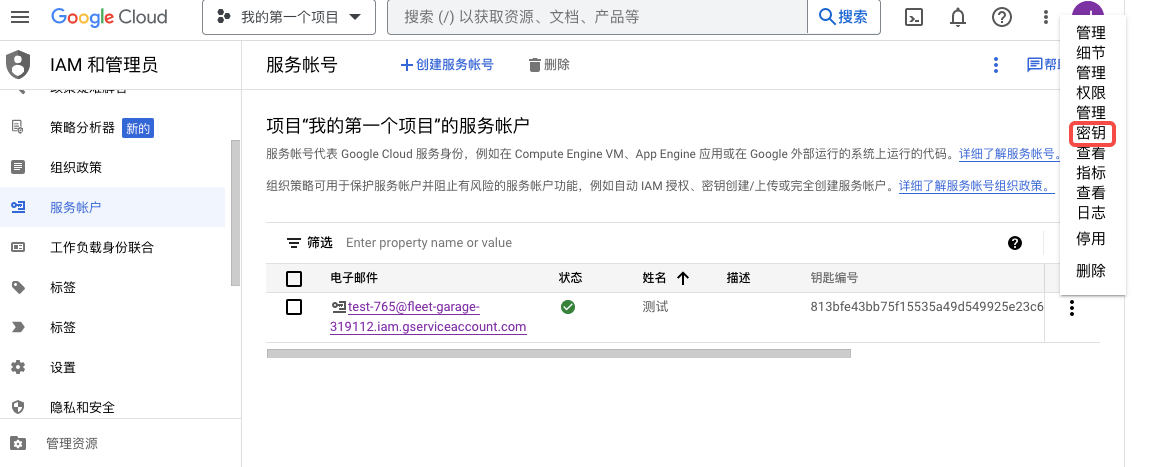 Google Cloud
我的第一个项目
搜索 (/) 以获取资源、文档、产品等
搜索
IAM 和管理员
策略分析器 新的
组织政策
服务帐户
工作负载身份联合
标签
标签
设置
隐私和安全
管理资源
服务帐号
创建服务帐号
删除
项目“我的第一个项目”的服务帐户
服务帐号代表 Google Cloud 服务身份，例如在 Compute Engine VM、App Engine 应用或在 Google 外部运行的系统上运行的代码。 详细了解服务帐号。
组织策略可用于保护服务帐户并阻止有风险的服务帐户功能，例如自动 IAM 授权、密钥创建/上传或完全创建服务帐户。 详细了解服务帐号组织政策。
筛选 Enter property name or value
电子邮件 状态 姓名 描述 钥匙编号
test-765@fleet-garage-
319112.iam.gserviceaccount.com
测试
813bfe43bb75f15535a49d549925e23c6
管理
细节
管理
权限
管理
密钥
查看
指标
查看
日志
停用
删除